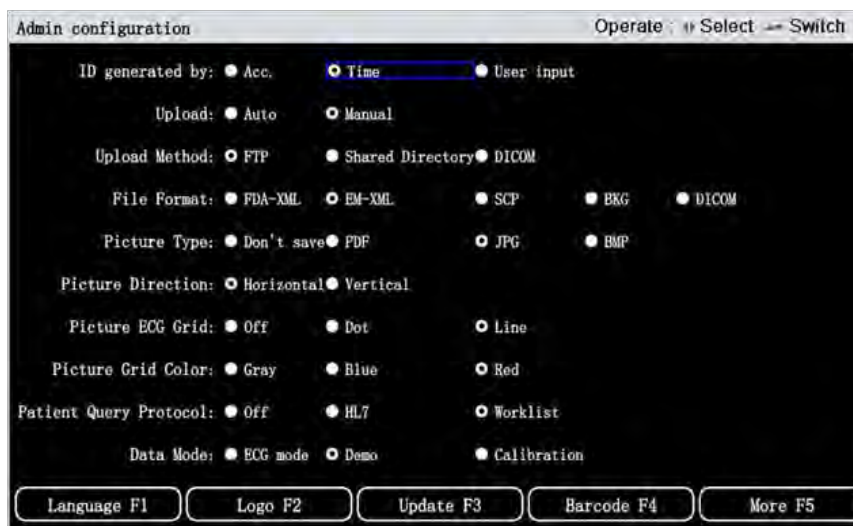 Admin configuration Operate : Select Switch
ID generated by: Acc. Time User input
Upload: Auto Manual
Upload Method: FTP Shared Directory DICOM
File Format: FDA-XML EM-XML SCP BKG DICOM
Picture Type: Don't save PDF JPG BMP
Picture Direction: Horizontal Vertical
Picture ECG Grid: Off Dot Line
Picture Grid Color: Gray Blue Red
Patient Query Protocol: Off HL7 Worklist
Data Mode: ECG mode Demo Calibration
Language F1 Logo F2 Update F3 Barcode F4 More F5